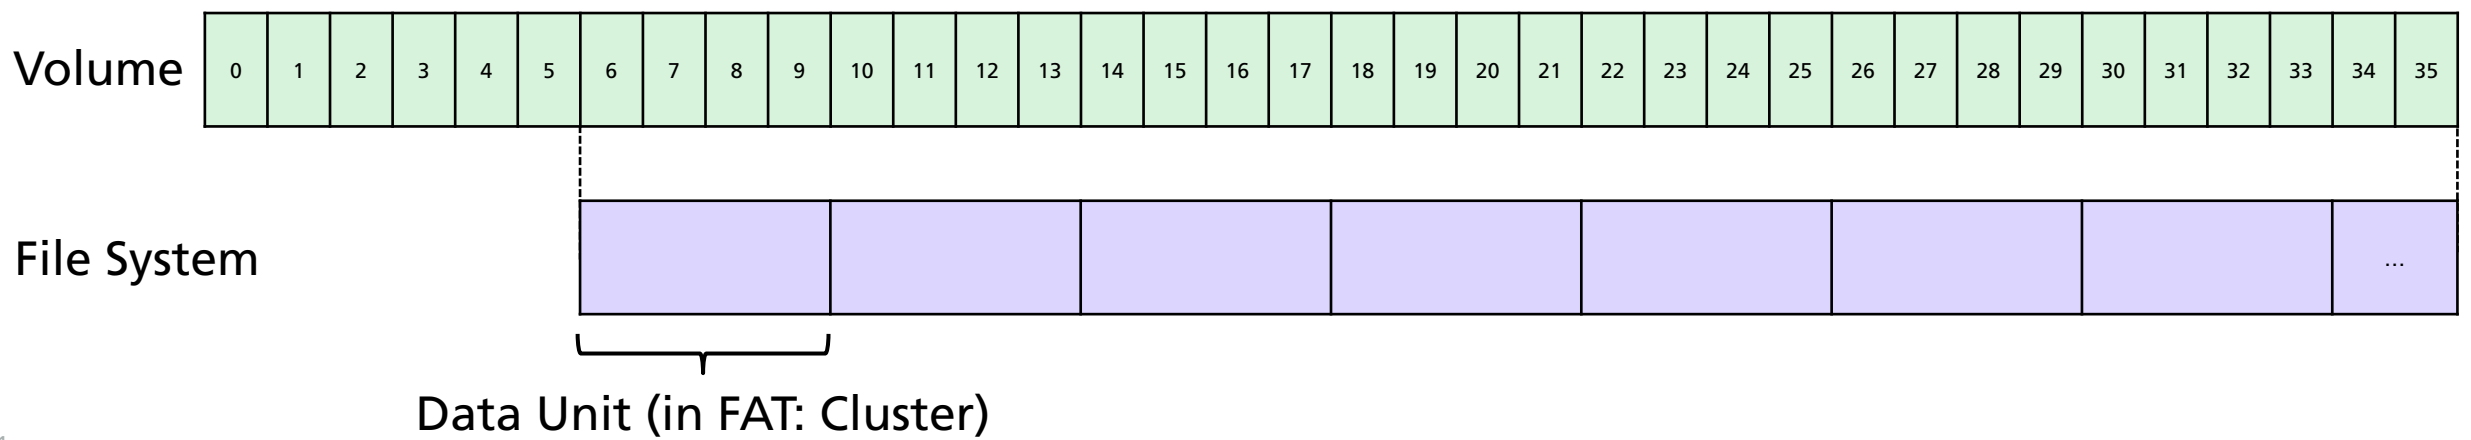 Volume 0 1 2 3 4 5 6 7 8 9 10 11 12 13 14 15 16 17 18 19 20 21 22 23 24 25 26 27 28 29 30 31 32 33 34 35
File System ...
Data Unit (in FAT: Cluster)